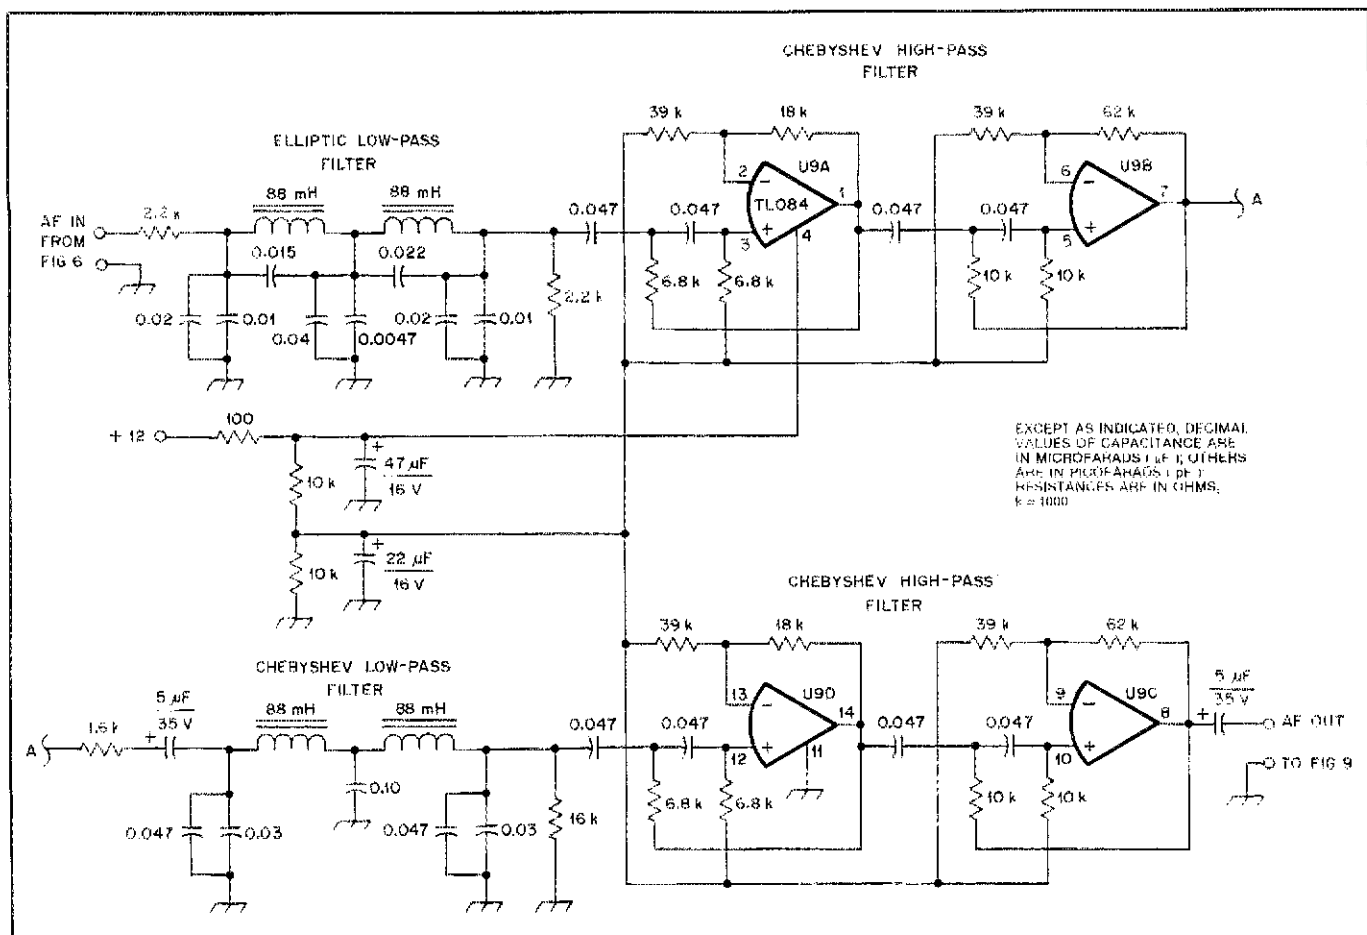 CHEBYSHEV HIGH-PASS
FILTER
39 k
18 k
39 k
62 k
ELLIPTIC LOW-PASS
FILTER
2
U9A
1
TL084
3
4
6
U9B
7
5
88 mH
88 mH
AF IN
FROM
FIG 6
2.2 k
0.047
0.047
0.047
0.047
A
0.015
0.022
6.8 k
6.8 k
10 k
10 k
2.2 k
0.02
0.01
0.04
0.0047
0.02
0.01
+12
100
+
47 µF
16 V
10 k
+
22 µF
16 V
10 k
EXCEPT AS INDICATED, DECIMAL
VALUES OF CAPACITANCE ARE
IN MICROFARADS ( µF ); OTHERS
ARE IN PICOFARADS ( pF );
RESISTANCES ARE IN OHMS;
k = 1000
CHEBYSHEV HIGH-PASS
FILTER
39 k
18 k
39 k
62 k
CHEBYSHEV LOW-PASS
FILTER
13
U9D
14
12
11
9
U9C
8
10
5 µF
35 V
AF OUT
TO FIG 9
A
1.6 k
+
5 µF
35 V
88 mH
88 mH
0.047
0.047
0.047
0.047
+
0.10
6.8 k
6.8 k
10 k
10 k
16 k
0.047
0.03
0.047
0.03